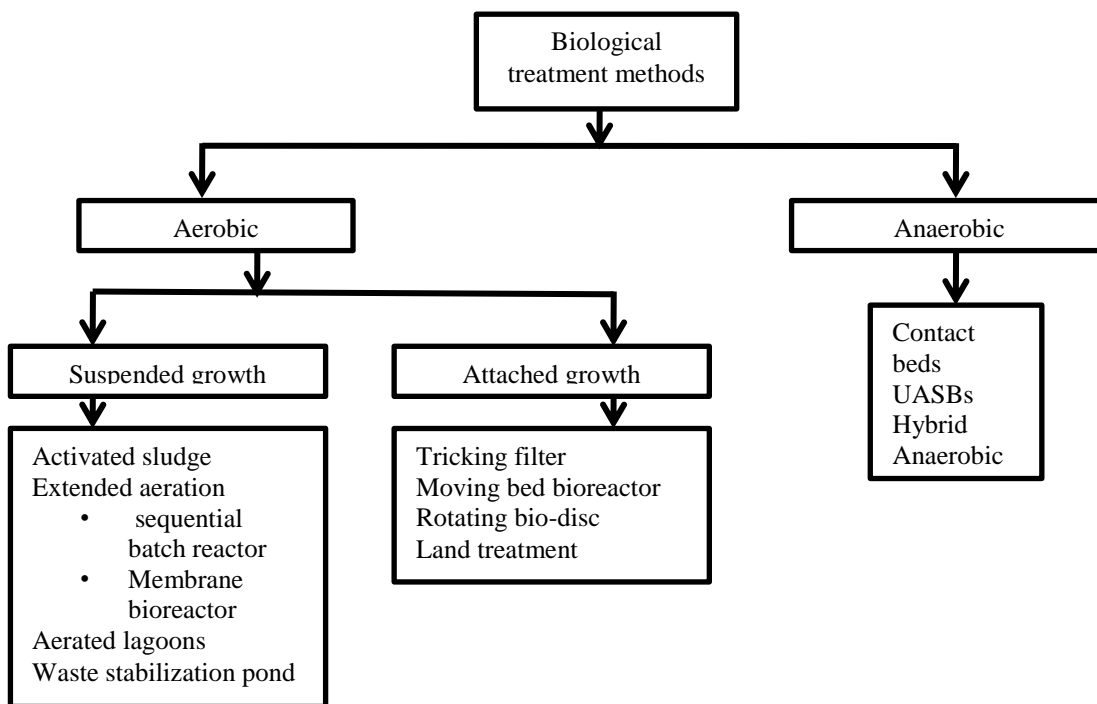 Biological
treatment methods
Aerobic
Anaerobic
Suspended growth
Attached growth
Contact
beds
UASBs
Hybrid
Anaerobic
Activated sludge
Extended aeration
• sequential
batch reactor
• Membrane
bioreactor
Aerated lagoons
Waste stabilization pond
Tricking filter
Moving bed bioreactor
Rotating bio-disc
Land treatment